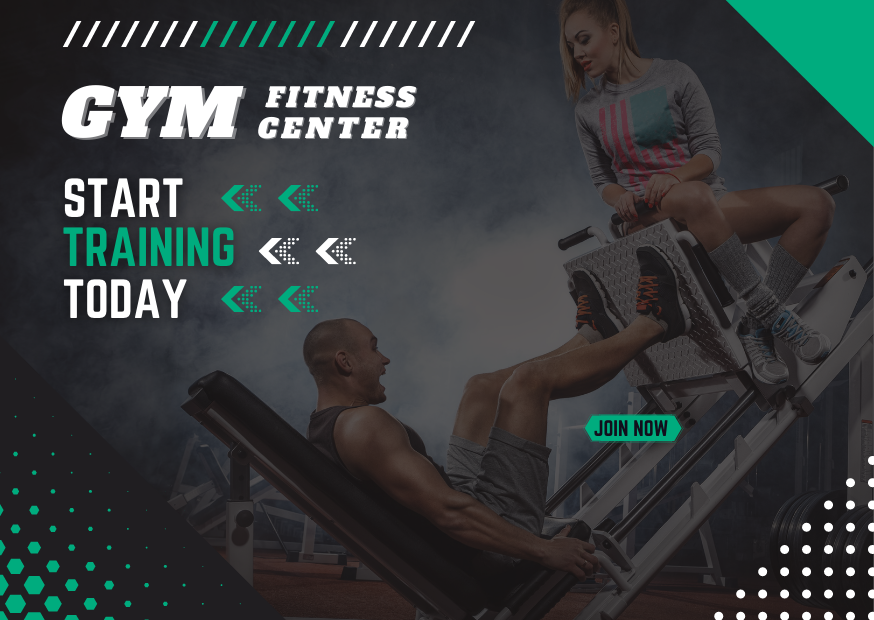 GYM FITNESS CENTER
START
TRAINING
TODAY
JOIN NOW